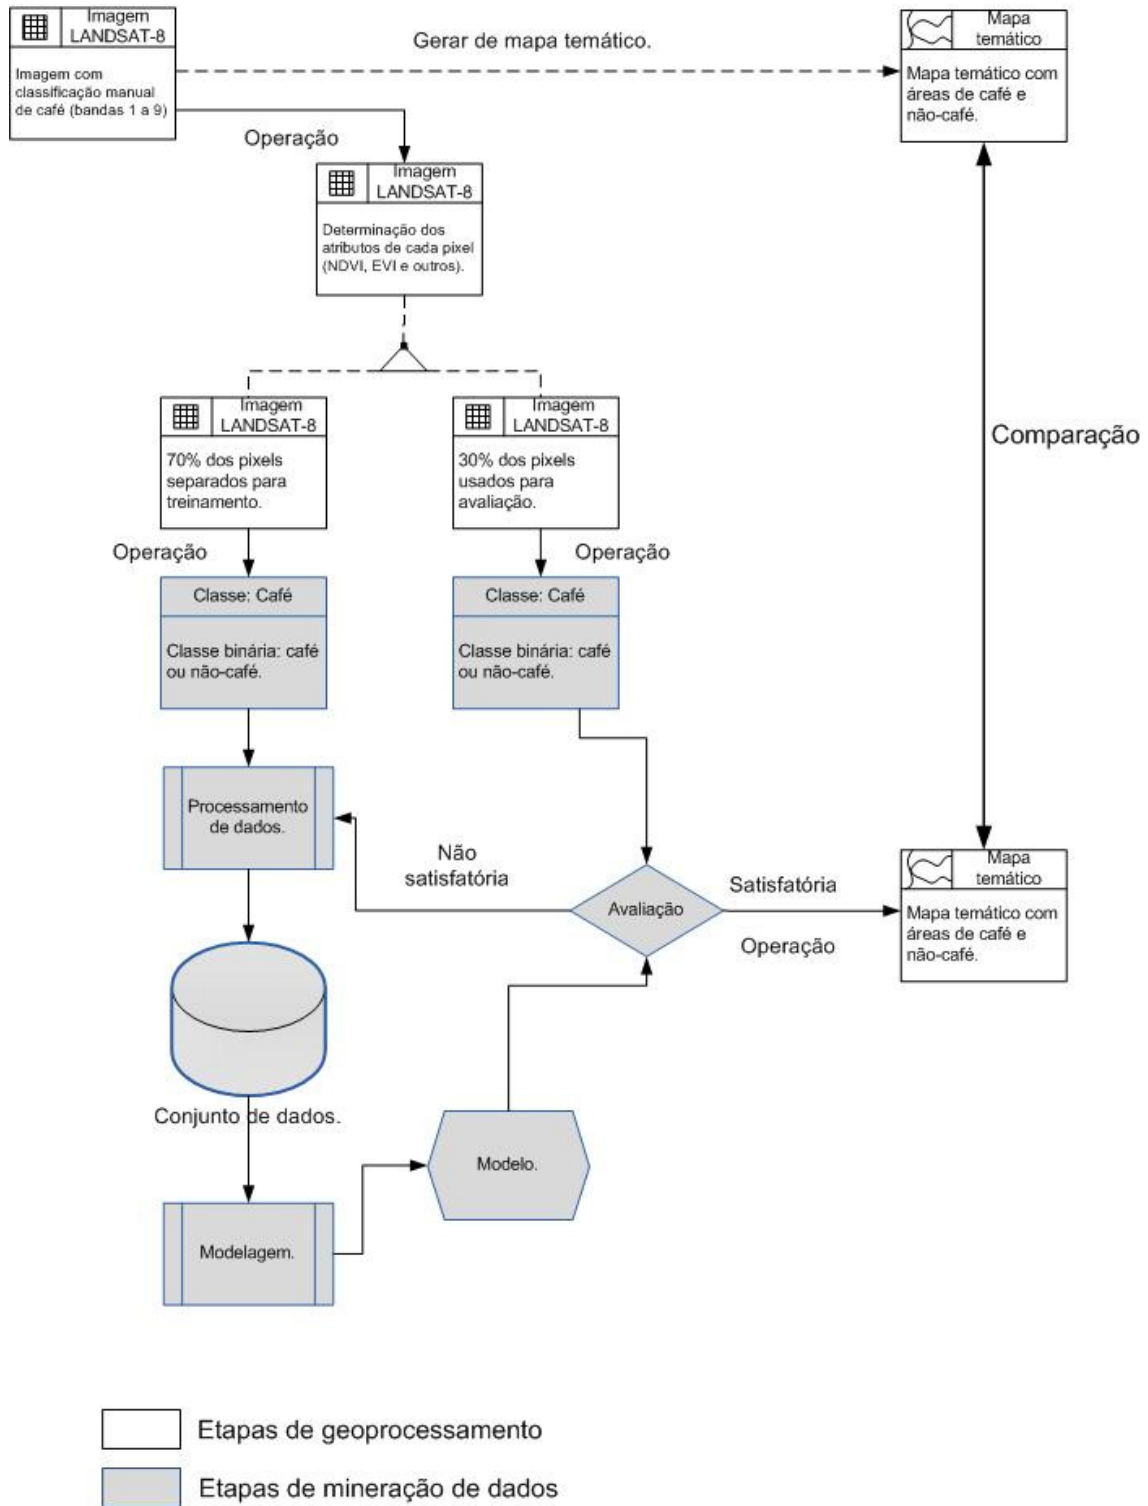 Imagem
LANDSAT-8
Imagem com
classificação manual
de café (bandas 1 a 9)
Gerar de mapa temático.
Mapa
temático
Mapa temático com
áreas de café e
não-café.
Operação
Imagem
LANDSAT-8
Determinação dos
atributos de cada pixel
(NDVI, EVI e outros).
Imagem
LANDSAT-8
70% dos pixels
separados para
treinamento.
Imagem
LANDSAT-8
30% dos pixels
usados para
avaliação.
Comparação
Operação
Operação
Classe: Café
Classe binária: café
ou não-café.
Classe: Café
Classe binária: café
ou não-café.
Processamento
de dados.
Não
satisfatória
Avaliação
Satisfatória
Operação
Mapa
temático
Mapa temático com
áreas de café e
não-café.
Conjunto de dados.
Modelo.
Modelagem.
Etapas de geoprocessamento
Etapas de mineração de dados